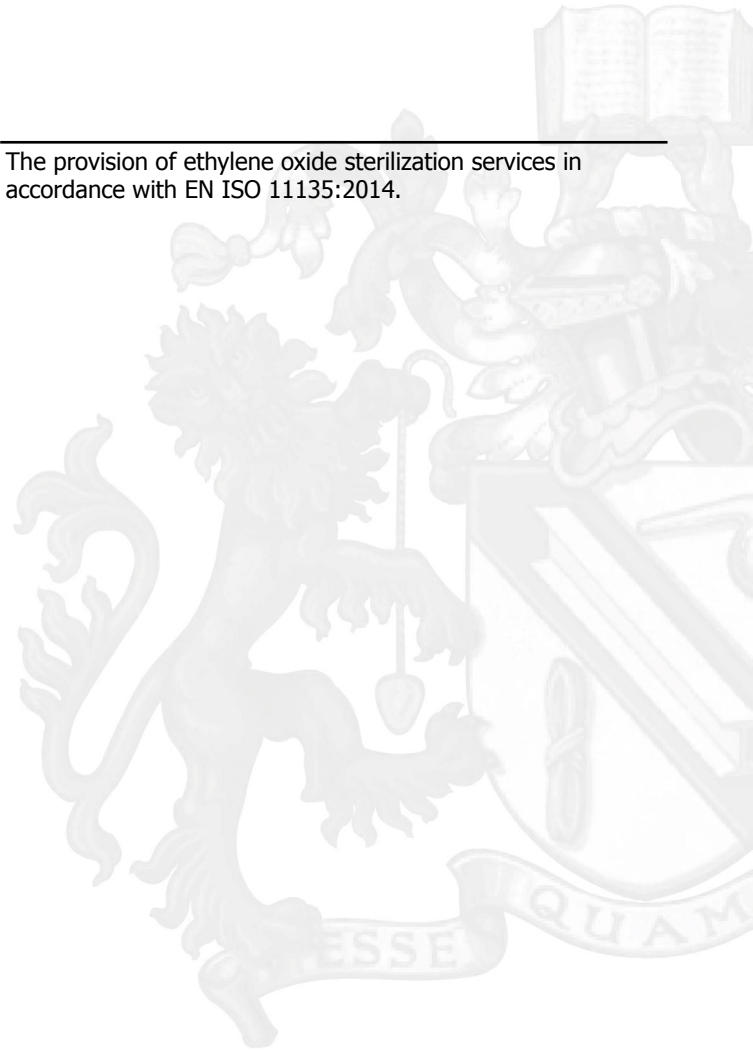 The provision of ethylene oxide sterilization services in
accordance with EN ISO 11135:2014.
ESSE
QUAM